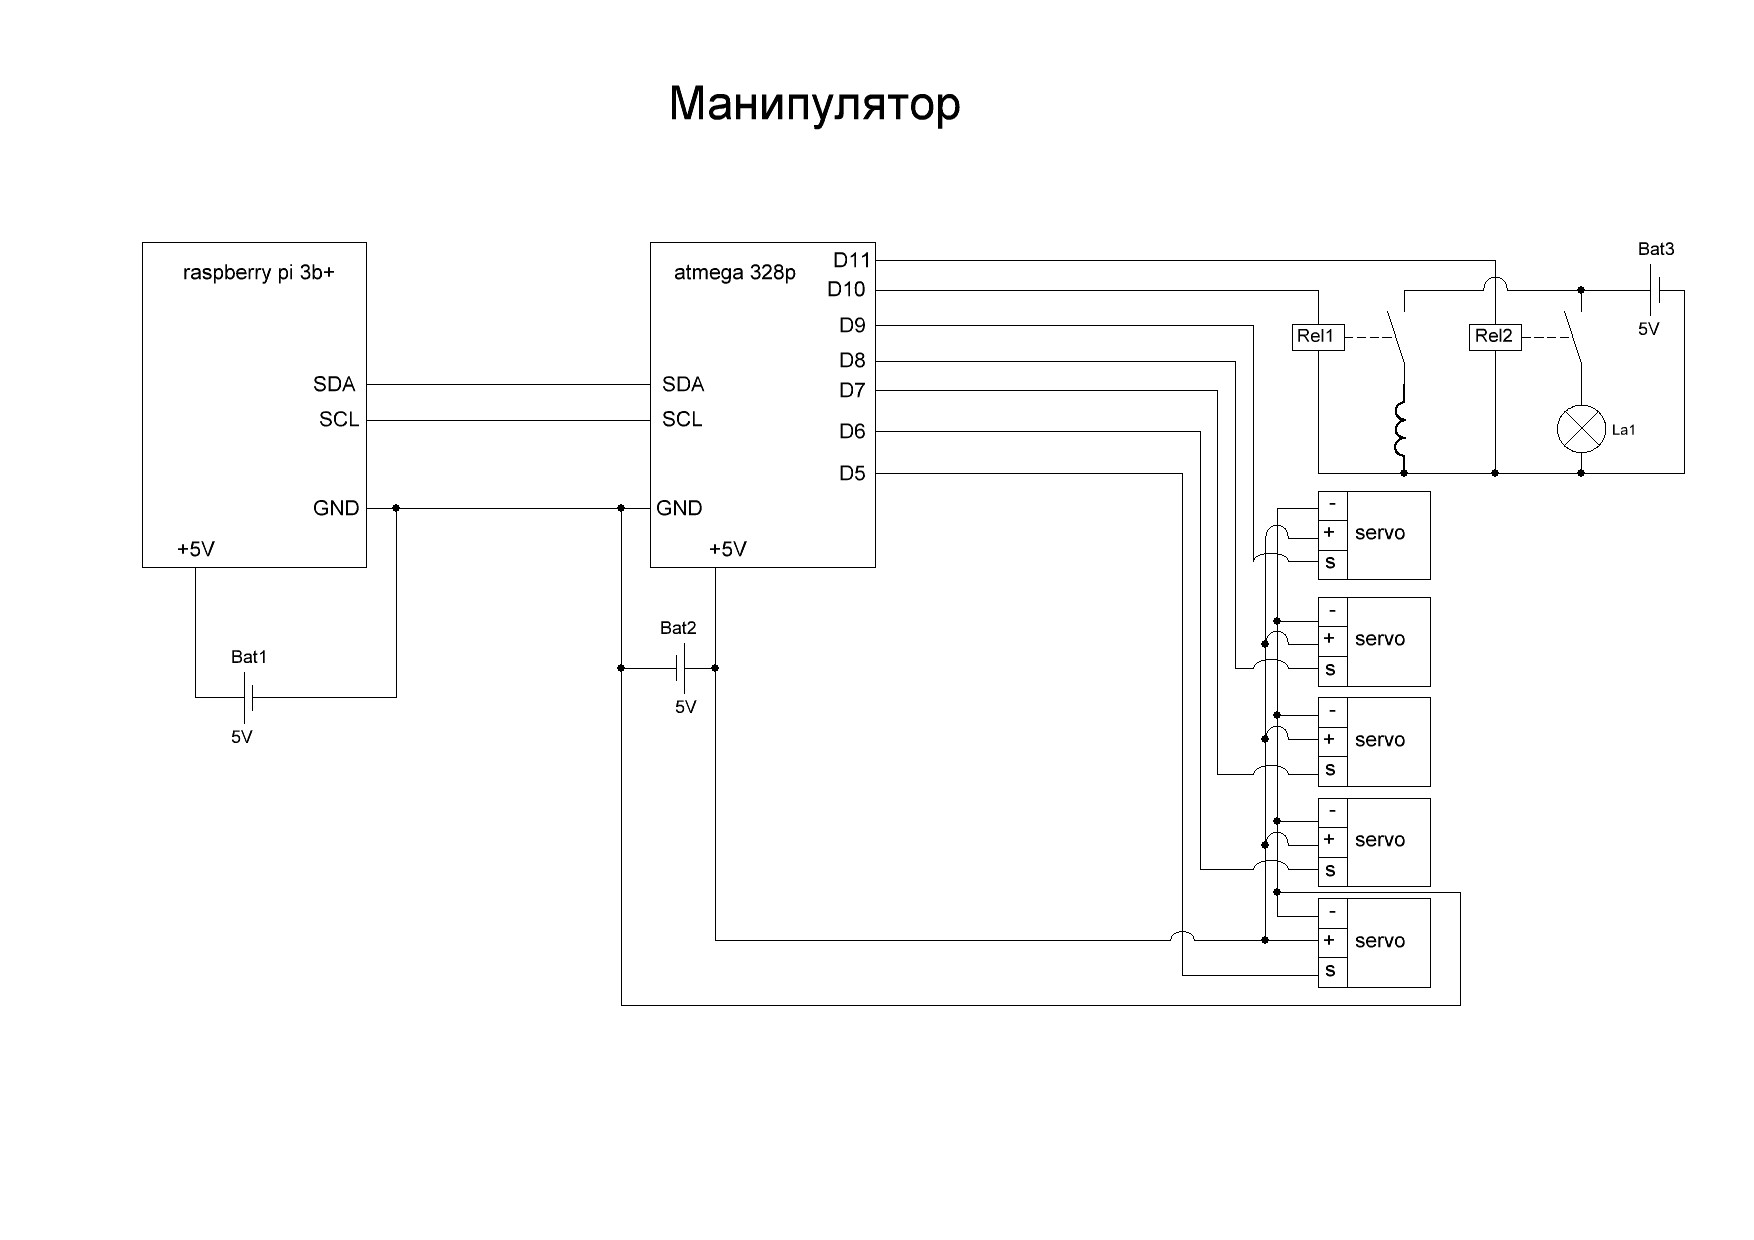 Манипулятор
raspberry pi 3b+
SDA
SCL
GND
+5V
Bat1
5V
atmega 328p
D11
D10
D9
D8
D7
D6
D5
SDA
SCL
GND
+5V
Bat2
5V
Rel1
Rel2
Bat3
5V
La1
-
+ servo
s
-
+ servo
s
-
+ servo
s
-
+ servo
s
-
+ servo
s